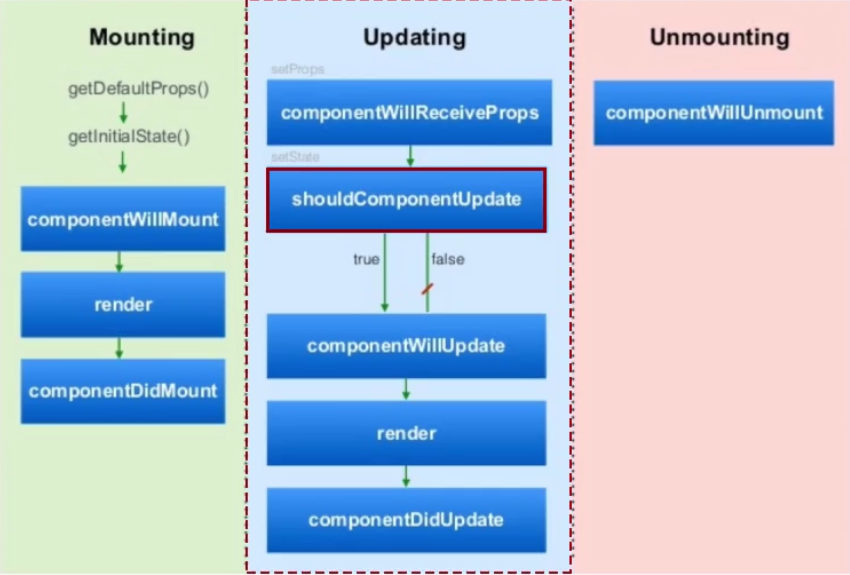 Mounting
getDefaultProps()
getInitialState()
componentWillMount
render
componentDidMount
Updating
setProps
componentWillReceiveProps
setState
shouldComponentUpdate
true
false
componentWillUpdate
render
componentDidUpdate
Unmounting
componentWillUnmount